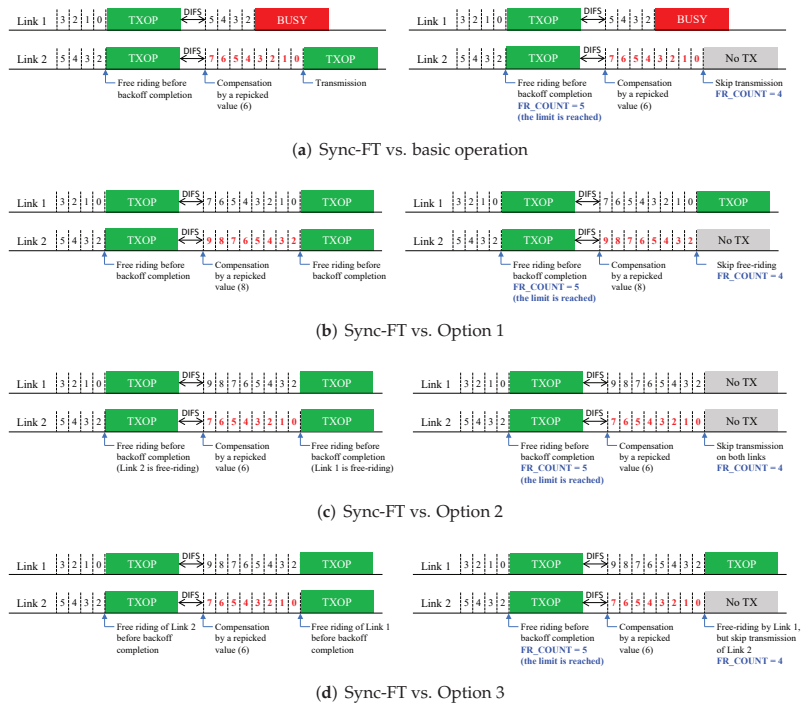 Link 1 3 2 1 0 TXOP DIFS 5 4 3 2 BUSY
Link 2 5 4 3 2 TXOP 7 6 5 4 3 2 1 0 TXOP
Free riding before backoff completion
Compensation by a repicked value (6)
Transmission
Link 1 3 2 1 0 TXOP DIFS 5 4 3 2 BUSY
Link 2 5 4 3 2 TXOP 7 6 5 4 3 2 1 0 No TX
Free riding before backoff completion FR_COUNT = 5 (the limit is reached)
Compensation by a repicked value (6)
Skip transmission FR_COUNT = 4
(a) Sync-FT vs. basic operation
Link 1 3 2 1 0 TXOP DIFS 7 6 5 4 3 2 1 0 TXOP
Link 2 5 4 3 2 TXOP 9 8 7 6 5 4 3 2 TXOP
Free riding before backoff completion
Compensation by a repicked value (8)
Free riding before backoff completion
Link 1 3 2 1 0 TXOP DIFS 7 6 5 4 3 2 1 0 TXOP
Link 2 5 4 3 2 TXOP 9 8 7 6 5 4 3 2 No TX
Free riding before backoff completion FR_COUNT = 5 (the limit is reached)
Compensation by a repicked value (8)
Skip free-riding FR_COUNT = 4
(b) Sync-FT vs. Option 1
Link 1 3 2 1 0 TXOP DIFS 9 8 7 6 5 4 3 2 TXOP
Link 2 5 4 3 2 TXOP 7 6 5 4 3 2 1 0 TXOP
Free riding before backoff completion (Link 2 is free-riding)
Compensation by a repicked value (6)
Free riding before backoff completion (Link 1 is free-riding)
Link 1 3 2 1 0 TXOP DIFS 9 8 7 6 5 4 3 2 No TX
Link 2 5 4 3 2 TXOP 7 6 5 4 3 2 1 0 No TX
Free riding before backoff completion FR_COUNT = 5 (the limit is reached)
Compensation by a repicked value (6)
Skip transmission on both links FR_COUNT = 4
(c) Sync-FT vs. Option 2
Link 1 3 2 1 0 TXOP DIFS 9 8 7 6 5 4 3 2 TXOP
Link 2 5 4 3 2 TXOP 7 6 5 4 3 2 1 0 TXOP
Free riding of Link 2 before backoff completion
Compensation by a repicked value (6)
Free riding of Link 1 before backoff completion
Link 1 3 2 1 0 TXOP DIFS 9 8 7 6 5 4 3 2 TXOP
Link 2 5 4 3 2 TXOP 7 6 5 4 3 2 1 0 No TX
Free riding before backoff completion FR_COUNT = 5 (the limit is reached)
Compensation by a repicked value (6)
Free-riding by Link 1, but skip transmission of Link 2 FR_COUNT = 4
(d) Sync-FT vs. Option 3